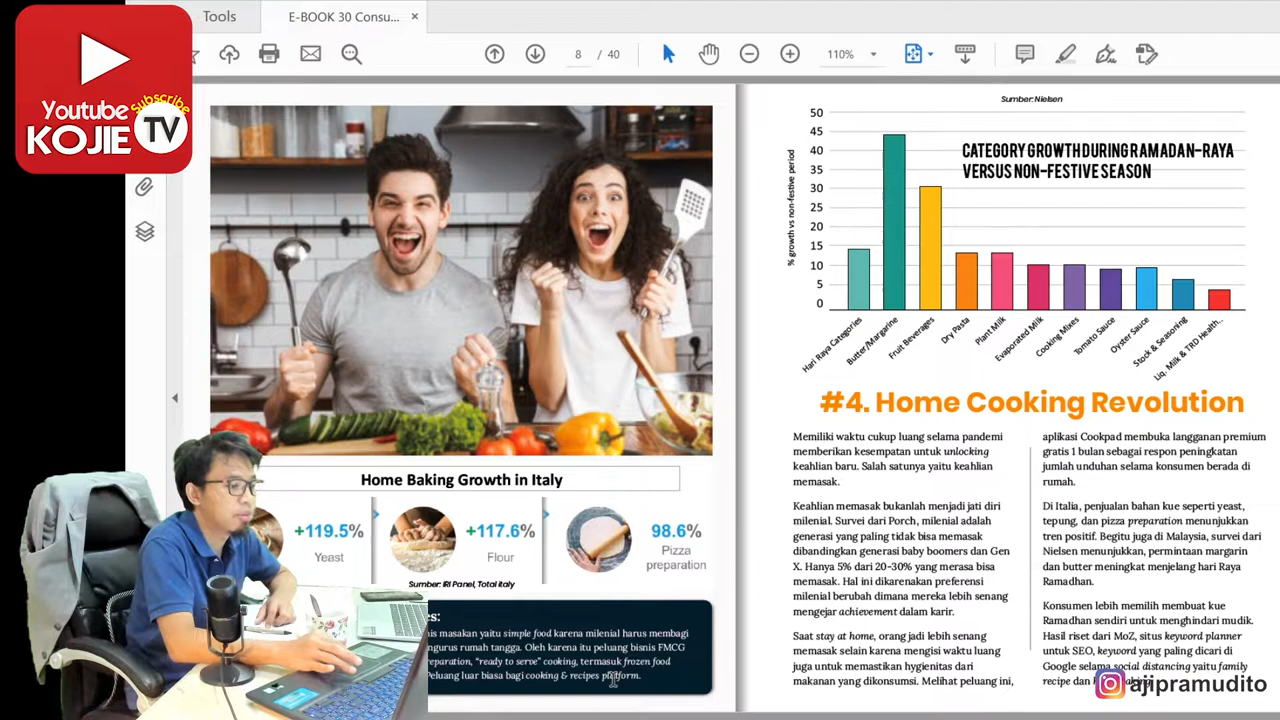 Tools
E-BOOK 30 Consu...
8 / 40
110%
Youtube
Subscribe
KOJIE TV
Home Baking Growth in Italy
+119.5%
Yeast
+117.6%
Flour
98.6%
Pizza
preparation
Sumber: IRI Panel, Total Italy
es:
nis masakan yaitu simple food karena milenial harus membagi
ngurus rumah tangga. Oleh karena itu peluang bisnis FMCG
reparation, "ready to serve" cooking, termasuk frozen food
Peluang luar biasa bagi cooking & recipes platform.
Sumber: Nielsen
CATEGORY GROWTH DURING RAMADAN-RAYA
VERSUS NON-FESTIVE SEASON
% growth vs non-festive period
50
45
40
35
30
25
20
15
10
5
0
Hari Raya Categories
Butter/Margarine
Fruit Beverages
Dry Pasta
Plant Milk
Evaporated Milk
Cooking Mixes
Tomato Sauce
Oyster Sauce
Stock & Seasoning
Liq. Milk & TRD Health..
#4. Home Cooking Revolution
Memiliki waktu cukup luang selama pandemi
memberikan kesempatan untuk unlocking
keahlian baru. Salah satunya yaitu keahlian
memasak.
Keahlian memasak bukanlah menjadi jati diri
milenial. Survei dari Porch, milenial adalah
generasi yang paling tidak bisa memasak
dibandingkan generasi baby boomers dan Gen
X. Hanya 5% dari 20-30% yang merasa bisa
memasak. Hal ini dikarenakan preferensi
milenial berubah dimana mereka lebih senang
mengejar achievement dalam karir.
Saat stay at home, orang jadi lebih senang
memasak selain karena mengisi waktu luang
juga untuk memastikan hygienitas dari
makanan yang dikonsumsi. Melihat peluang ini,
aplikasi Cookpad membuka langganan premium
gratis 1 bulan sebagai respon peningkatan
jumlah unduhan selama konsumen berada di
rumah.
Di Italia, penjualan bahan kue seperti yeast,
tepung, dan pizza preparation menunjukkan
tren positif. Begitu juga di Malaysia, survei dari
Nielsen menunjukkan, permintaan margarin
dan butter meningkat menjelang hari Raya
Ramadhan.
Konsumen lebih memilih membuat kue
Ramadhan sendiri untuk menghindari mudik.
Hasil riset dari MoZ, situs keyword planner
untuk SEO, keyword yang paling dicari di
Google selama social distancing yaitu family
recipe dan
ajipramudito